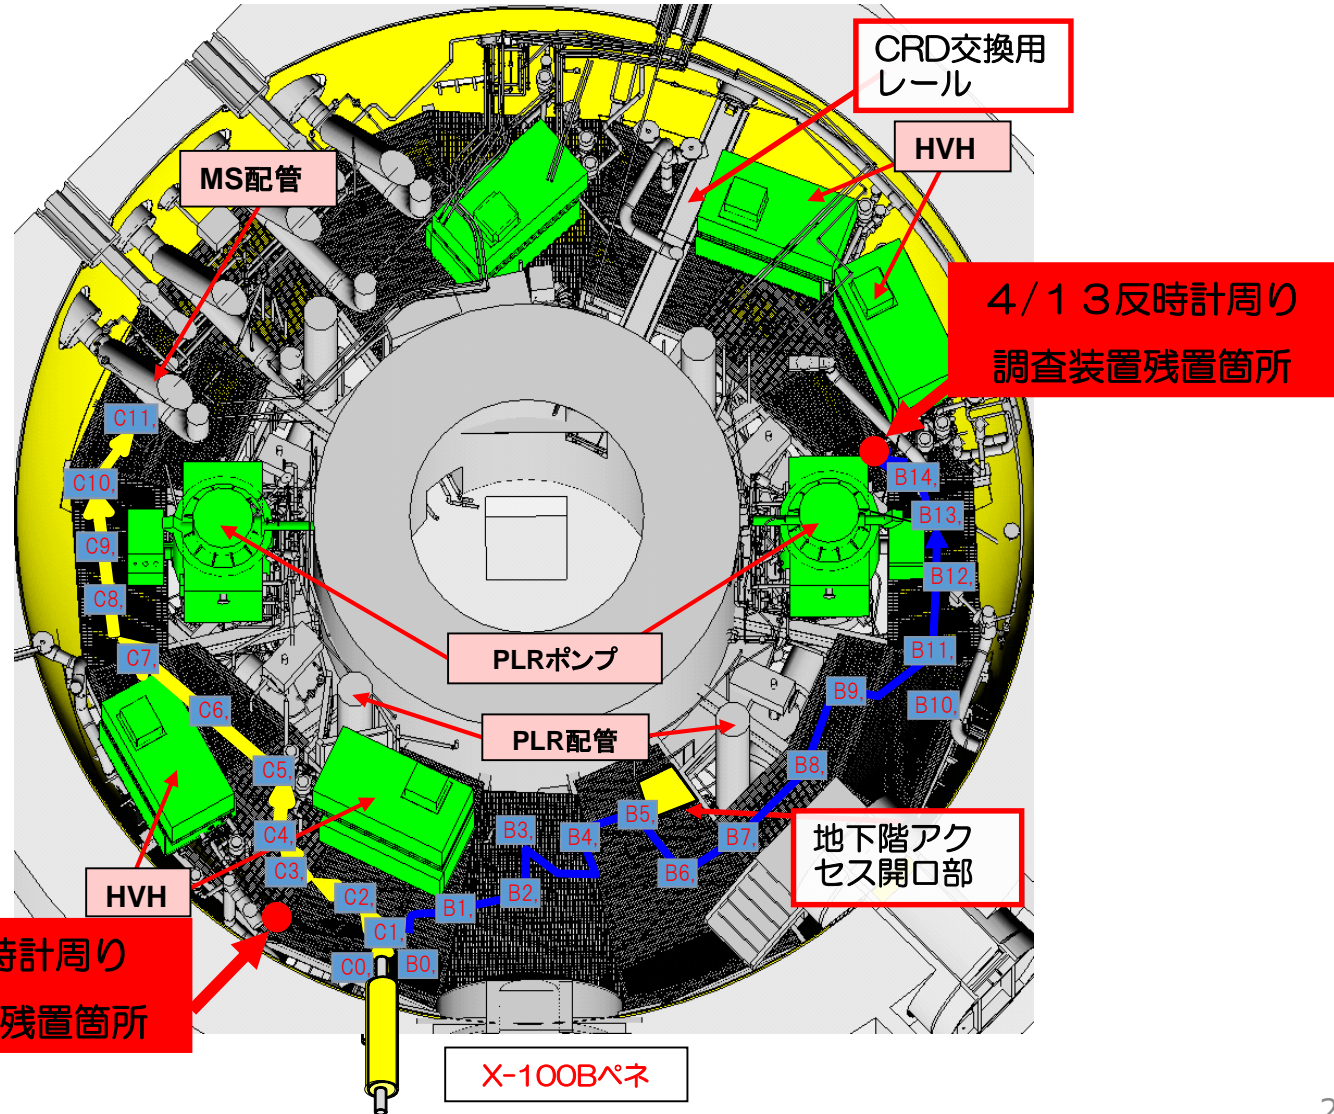 CRD交換用
レール
HVH
MS配管
4/13反時計周り
調査装置残置箇所
C11,
C10,
B14,
B13,
C9,
B12,
C8,
B11,
C7,
PLRポンプ
B9,
B10,
C6,
PLR配管
C5,
B8,
B5,
B3,
B4,
B7,
C4,
地下階アク
セス開口部
C3,
B6,
HVH
C2,
B2,
B1,
C1,
時計周り
C0,
B0,
残置箇所
X-100Bペネ